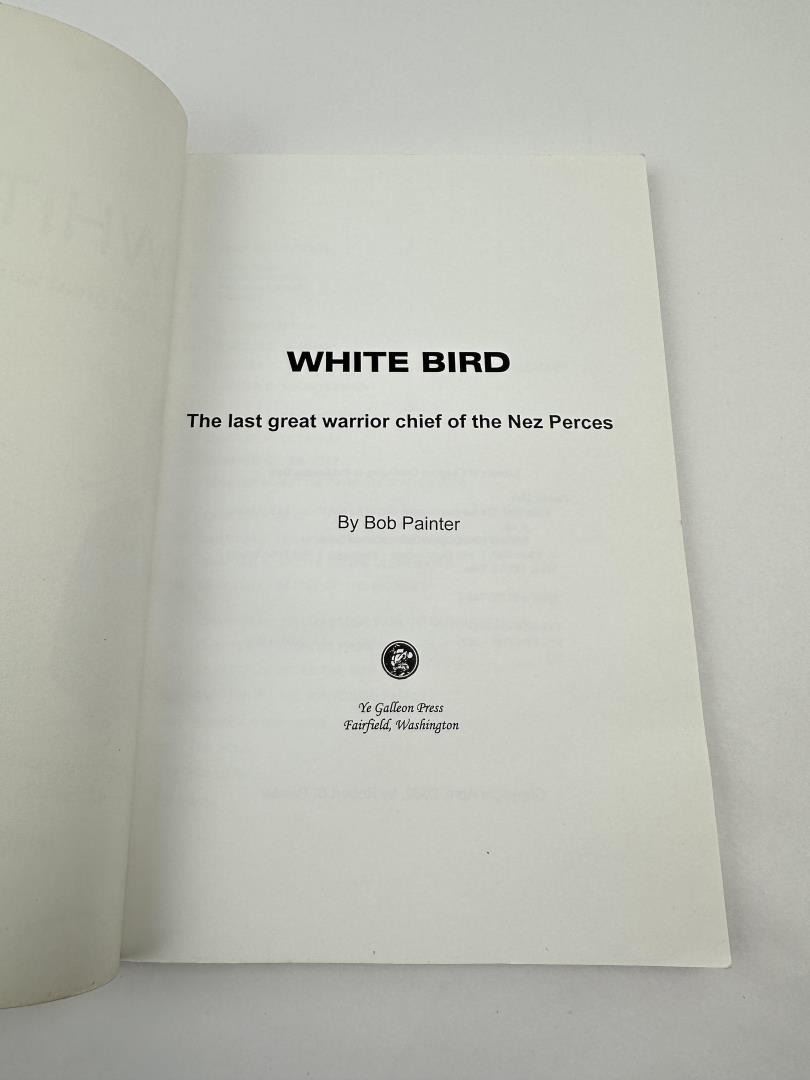 WHITE BIRD
The last great warrior chief of the Nez Perces
By Bob Painter
Ye Galleon Press
Fairfield, Washington